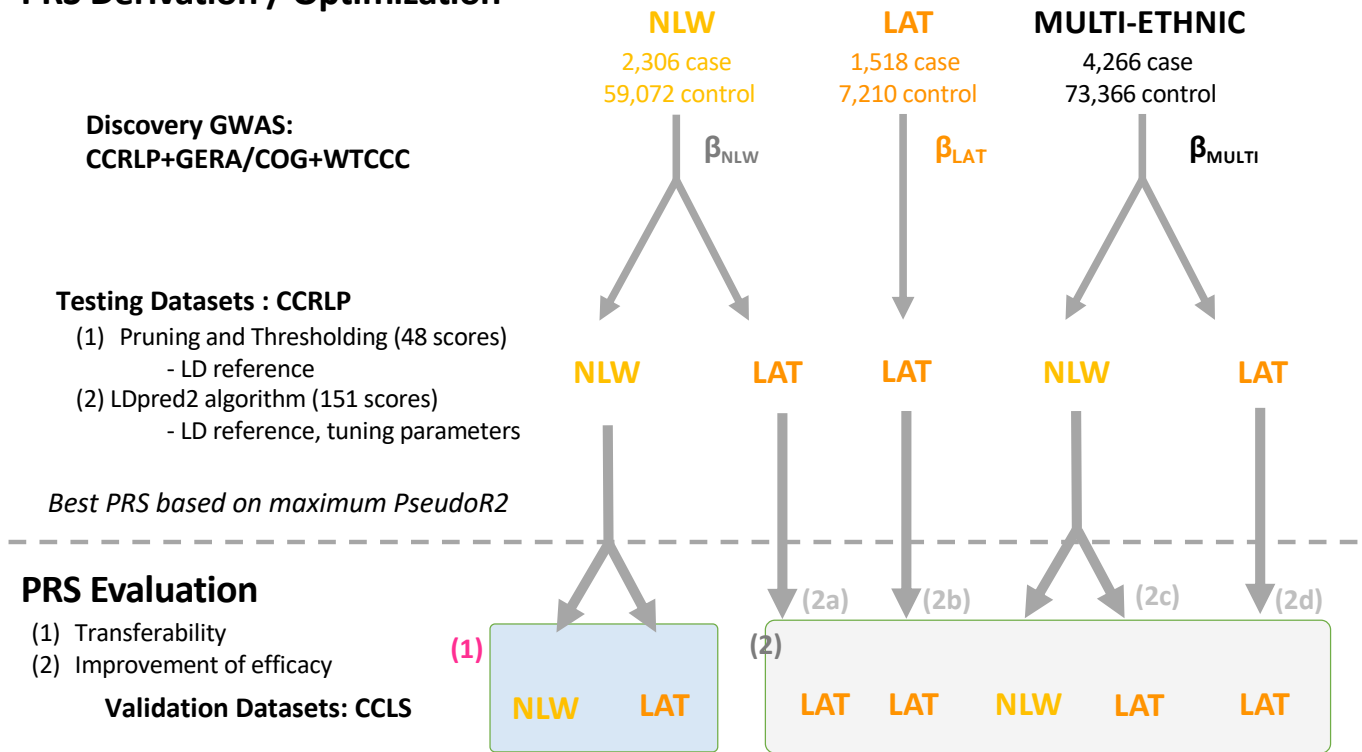 PRS Derivation / Optimization
NLW LAT MULTI-ETHNIC
2,306 case 1,518 case 4,266 case
59,072 control 7,210 control 73,366 control
Discovery GWAS:
CCRLP+GERA/COG+WTCCC
βNLW βLAT βMULTI
Testing Datasets : CCRLP
(1) Pruning and Thresholding (48 scores)
- LD reference
(2) LDpred2 algorithm (151 scores)
- LD reference, tuning parameters
NLW LAT LAT NLW LAT
Best PRS based on maximum PseudoR2
PRS Evaluation
(1) Transferability
(2) Improvement of efficacy
Validation Datasets: CCLS
(2a) (2b) (2c) (2d)
(1) (2)
NLW LAT LAT LAT NLW LAT LAT